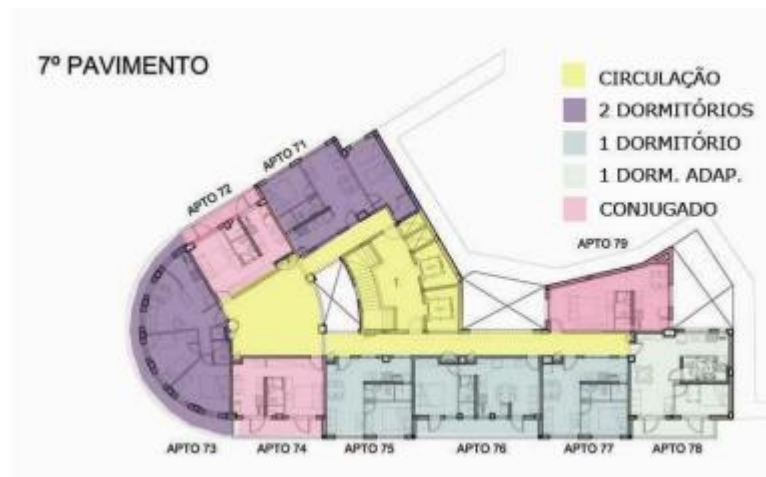 7º PAVIMENTO
CIRCULAÇÃO
2 DORMITÓRIOS
1 DORMITÓRIO
1 DORM. ADAP.
CONJUGADO
APTO 71
APTO 72
APTO 79
APTO 73
APTO 74
APTO 75
APTO 76
APTO 77
APTO 78